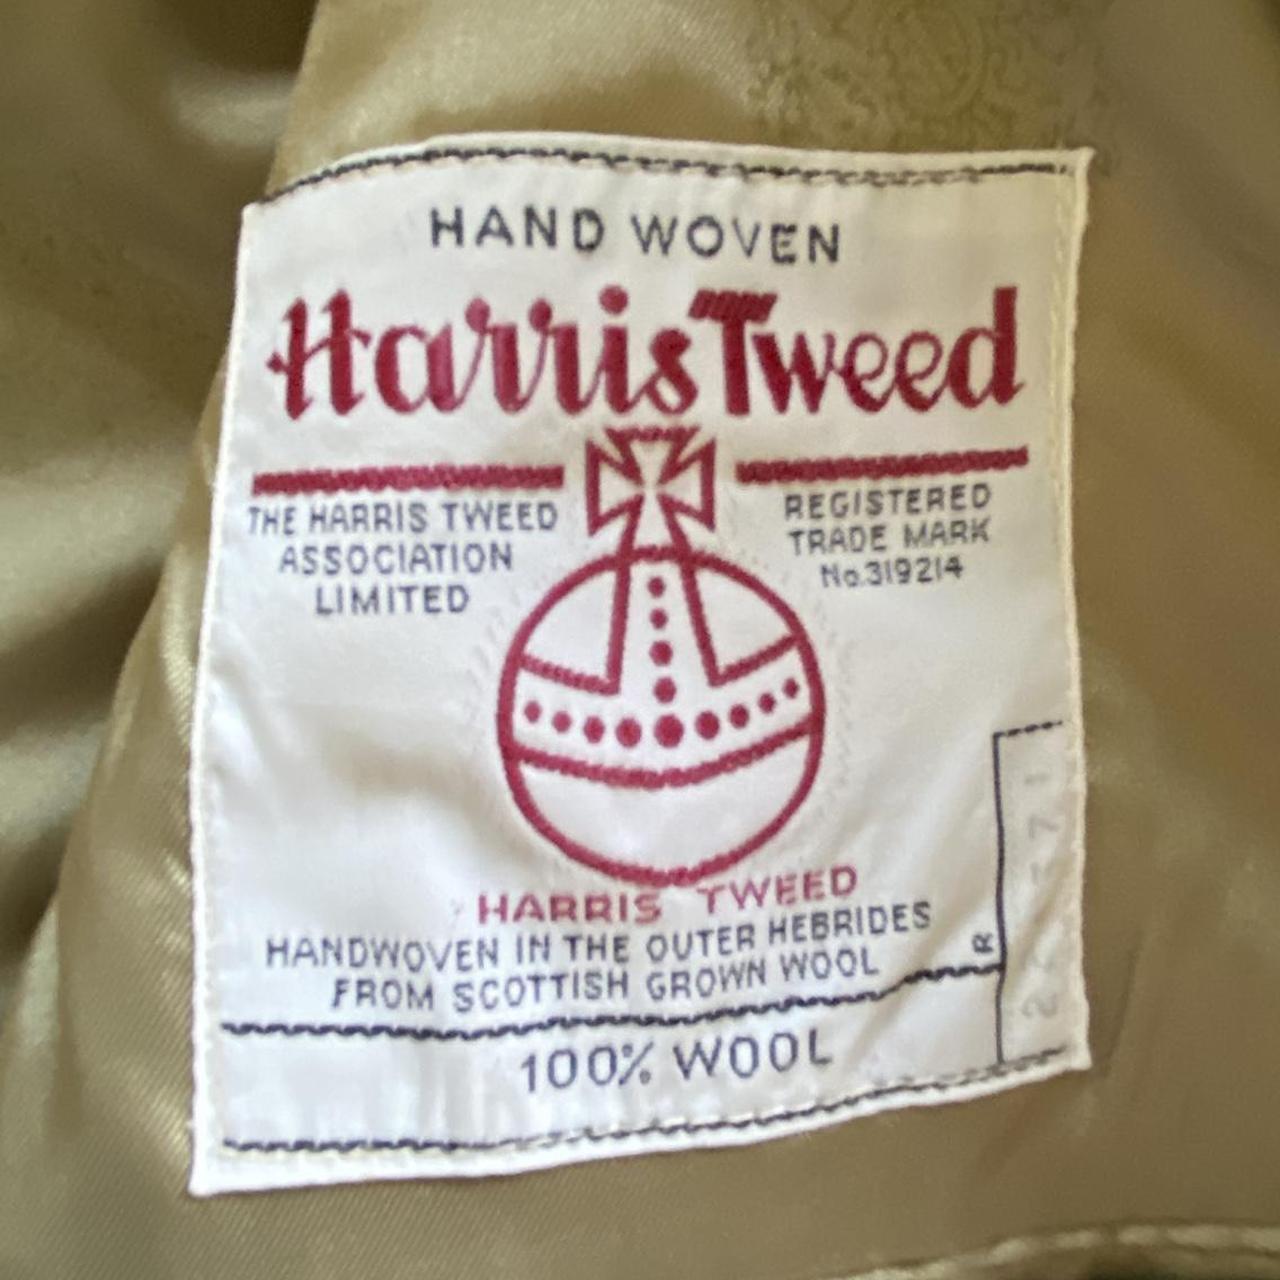 HAND WOVEN
Harris Tweed
THE HARRIS TWEED
ASSOCIATION
LIMITED
REGISTERED
TRADE MARK
No.319214
HARRIS TWEED
HANDWOVEN IN THE OUTER HEBRIDES
FROM SCOTTISH GROWN WOOL
R
100% WOOL